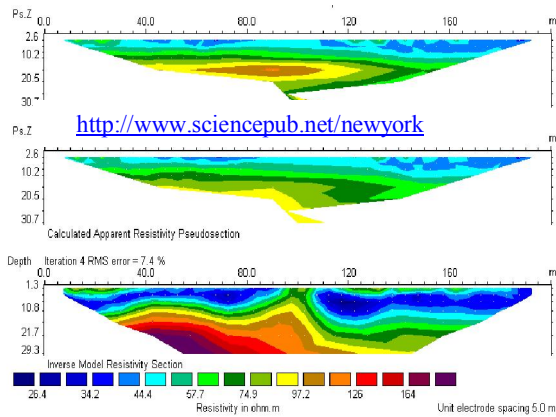 Ps.Z 0.0 40.0 80.0 120 160 m
2.6
10.2
20.5
30.7
http://www.sciencepub.net/newyork
Ps.Z
2.6
10.2
20.5
30.7
Calculated Apparent Resistivity Pseudosection
Depth Iteration 4 RMS error = 7.4 %
0.0 40.0 80.0 120 160 m
1.3
10.8
21.7
29.3
Inverse Model Resistivity Section
26.4 34.2 44.4 57.7 74.9 97.2 126 164
Resistivity in ohm.m Unit electrode spacing 5.0 m